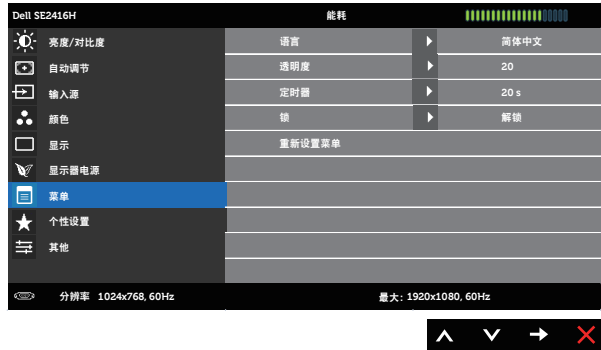 Dell SE2416H 能耗
亮度/对比度 语言 简体中文
自动调节 透明度 20
输入源 定时器 20 s
颜色 锁 解锁
显示 重新设置菜单
显示器电源
菜单
个性设置
其他
分辨率 1024x768, 60Hz 最大: 1920x1080, 60Hz